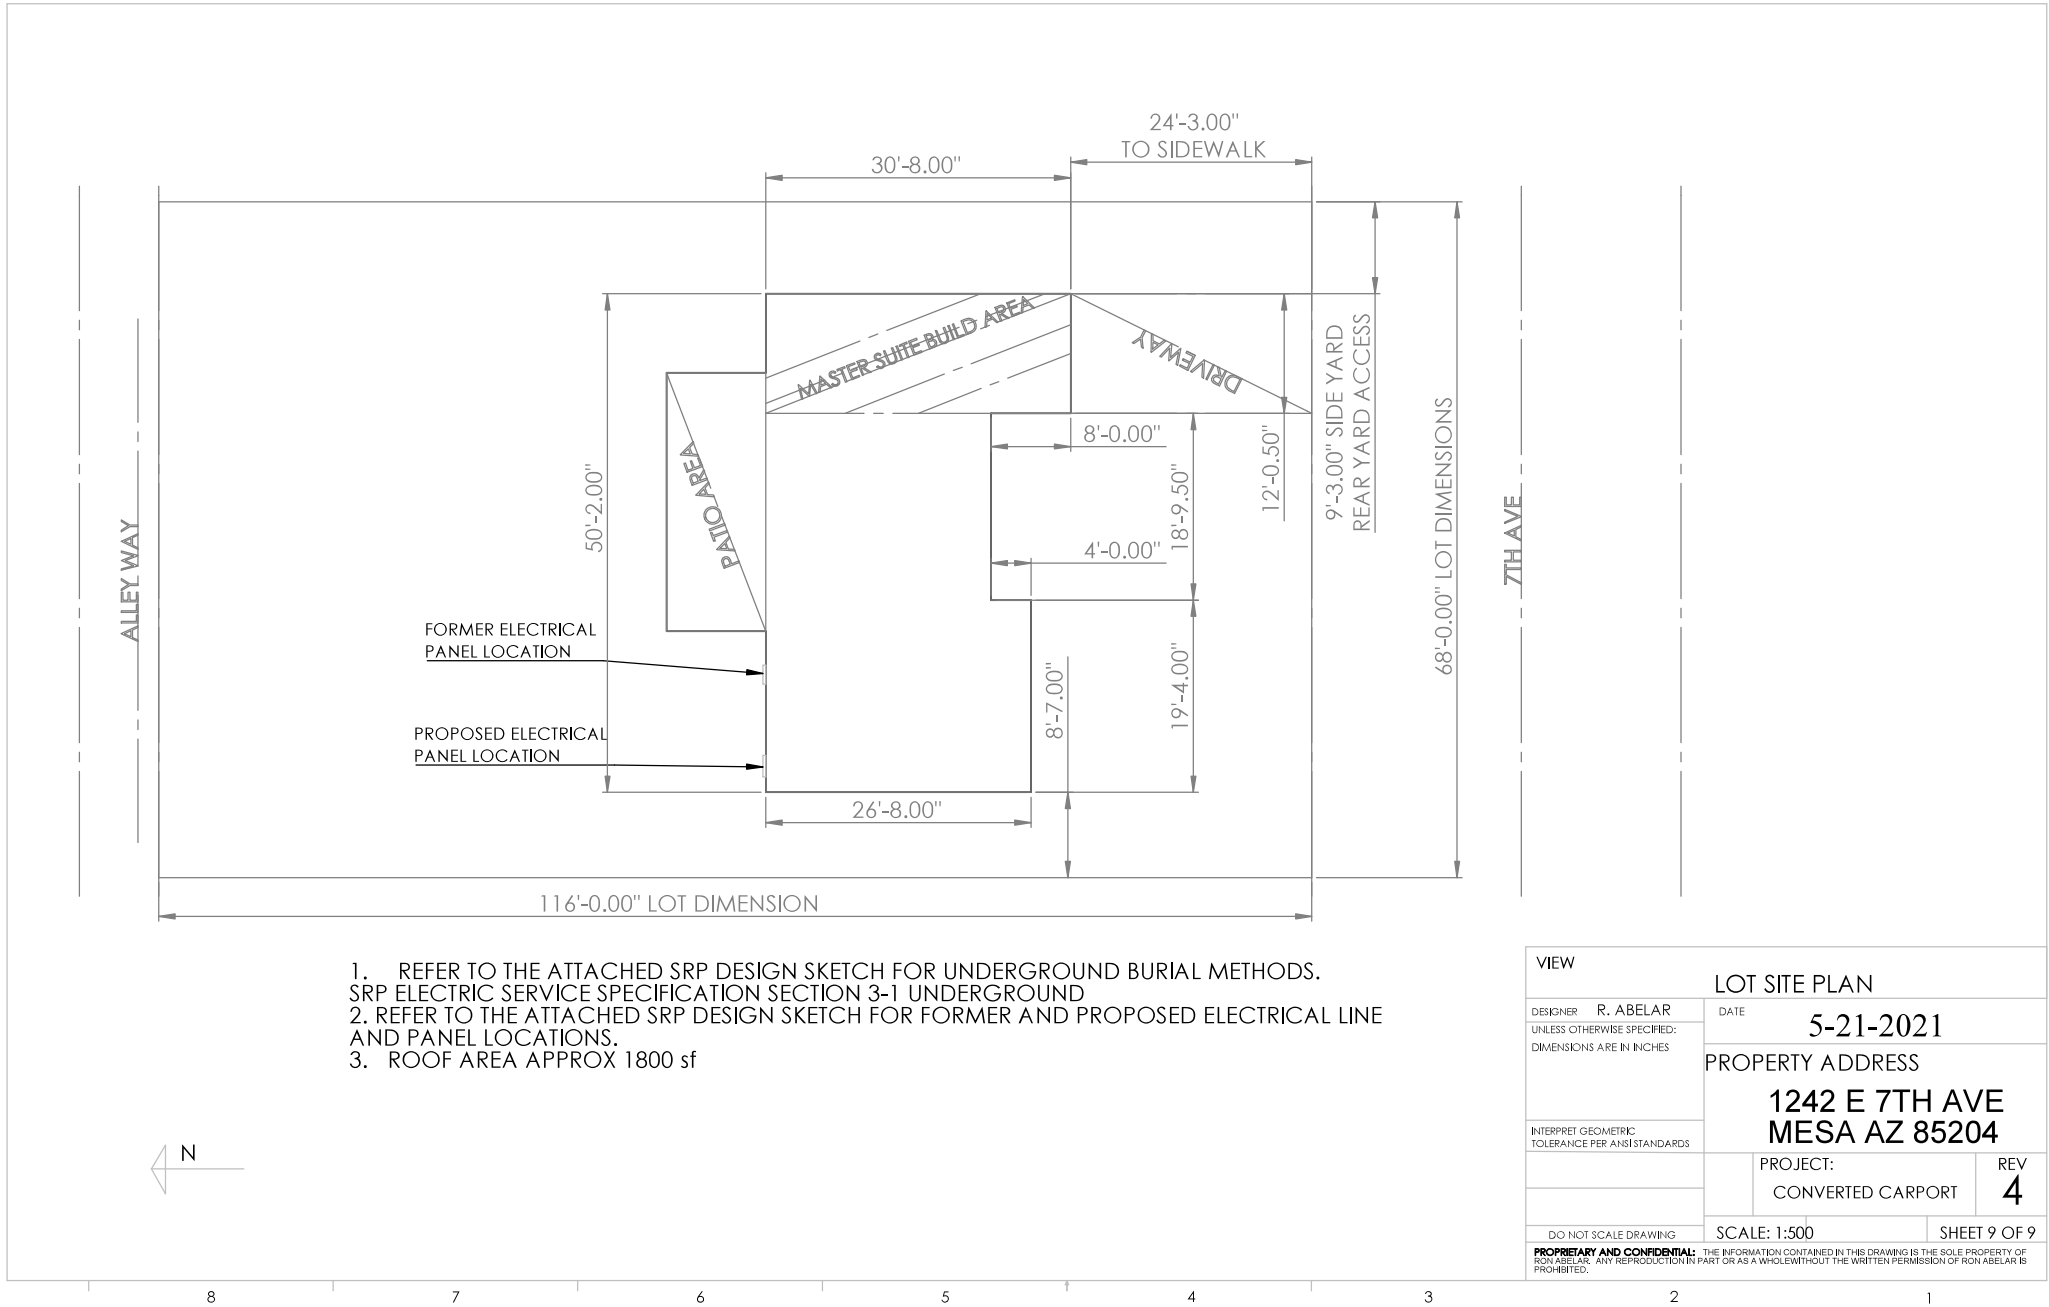 24'-3.00"
TO SIDEWALK
30'-8.00"
MASTER SUITE BUILD AREA
DRIVEWAY
9'-3.00" SIDE YARD
REAR YARD ACCESS
68'-0.00" LOT DIMENSIONS
8'-0.00"
12'-0.50"
18'-9.50"
50'-2.00"
PATIO AREA
4'-0.00"
7TH AVE
ALLEY WAY
FORMER ELECTRICAL
PANEL LOCATION
19'-4.00"
8'-7.00"
PROPOSED ELECTRICAL
PANEL LOCATION
26'-8.00"
116'-0.00" LOT DIMENSION
1. REFER TO THE ATTACHED SRP DESIGN SKETCH FOR UNDERGROUND BURIAL METHODS.
SRP ELECTRIC SERVICE SPECIFICATION SECTION 3-1 UNDERGROUND
2. REFER TO THE ATTACHED SRP DESIGN SKETCH FOR FORMER AND PROPOSED ELECTRICAL LINE
AND PANEL LOCATIONS.
3. ROOF AREA APPROX 1800 sf
N
VIEW
LOT SITE PLAN
DESIGNER R. ABELAR
DATE
5-21-2021
UNLESS OTHERWISE SPECIFIED:
DIMENSIONS ARE IN INCHES
PROPERTY ADDRESS
1242 E 7TH AVE
MESA AZ 85204
INTERPRET GEOMETRIC
TOLERANCE PER ANSI STANDARDS
PROJECT:
CONVERTED CARPORT
REV
4
DO NOT SCALE DRAWING
SCALE: 1:500
SHEET 9 OF 9
PROPRIETARY AND CONFIDENTIAL: THE INFORMATION CONTAINED IN THIS DRAWING IS THE SOLE PROPERTY OF
RON ABELAR. ANY REPRODUCTION IN PART OR AS A WHOLEWITHOUT THE WRITTEN PERMISSION OF RON ABELAR IS
PROHIBITED.
8 7 6 5 4 3 2 1